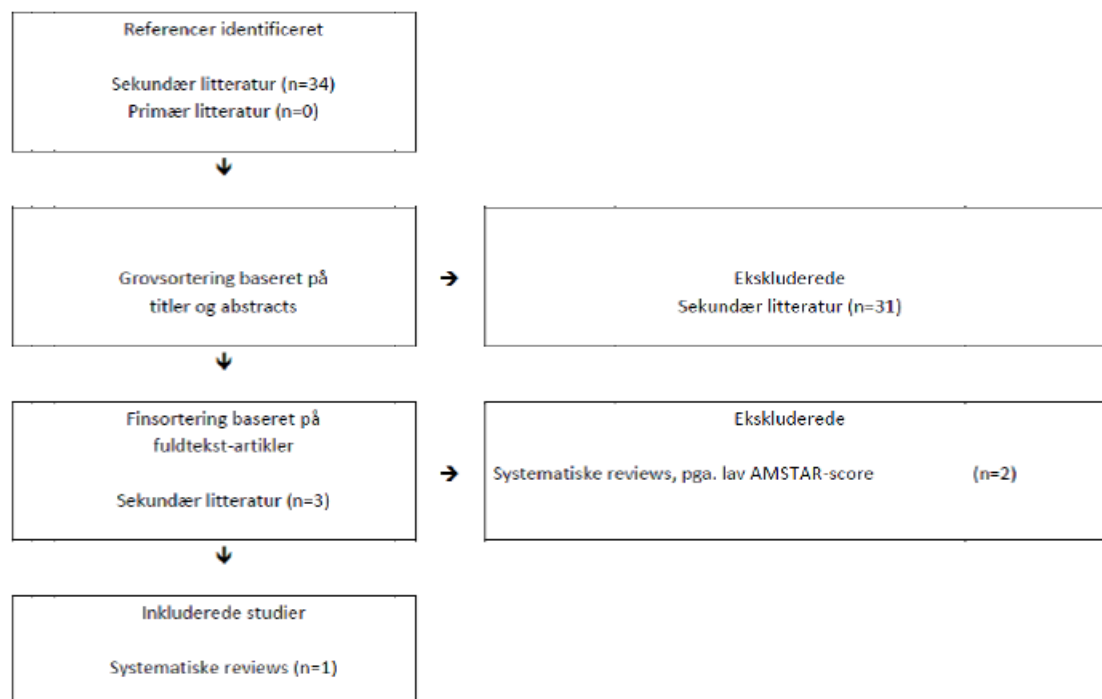 Referencer identificeret
Sekundær litteratur (n=34)
Primær litteratur (n=0)
Grovsortering baseret på
titler og abstracts
Ekskluderede
Sekundær litteratur (n=31)
Finsortering baseret på
fuldtekst-artikler
Sekundær litteratur (n=3)
Ekskluderede
Systematiske reviews, pga. lav AMSTAR-score (n=2)
Inkluderede studier
Systematiske reviews (n=1)